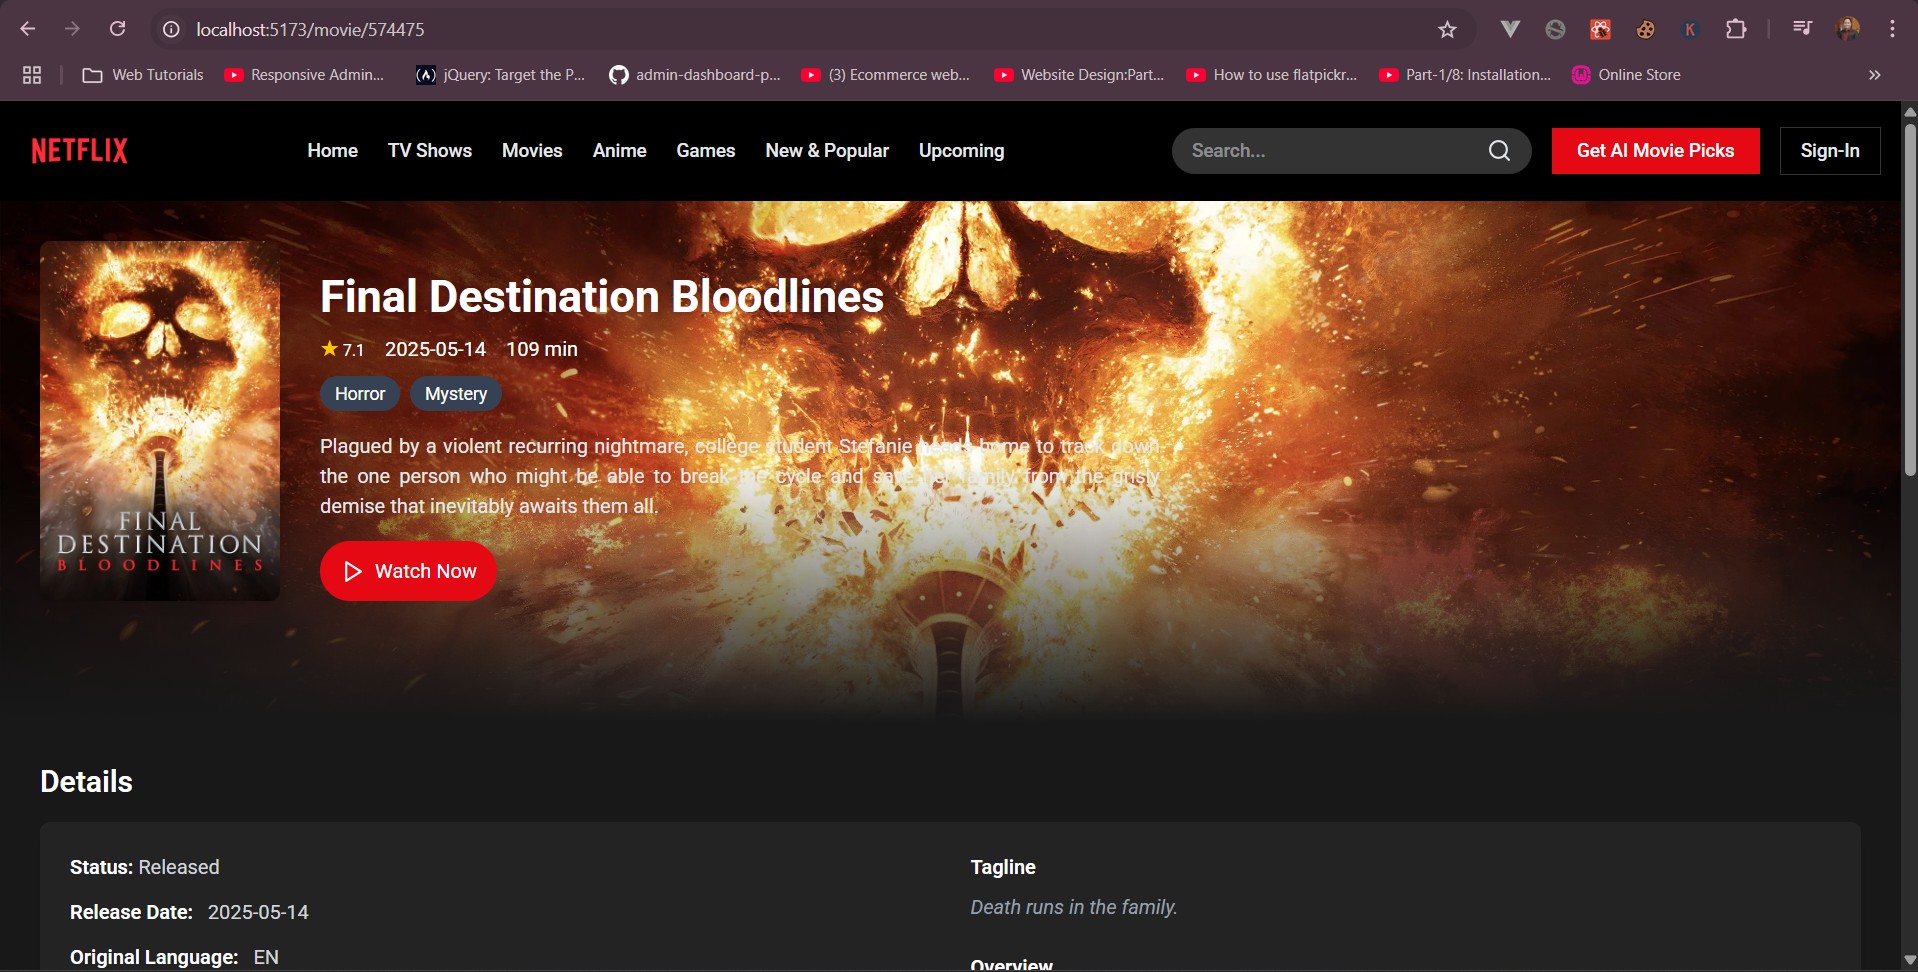 localhost:5173/movie/574475
Web Tutorials
Responsive Admin...
jQuery: Target the P...
admin-dashboard-p...
(3) Ecommerce web...
Website Design:Part...
How to use flatpickr...
Part-1/8: Installation...
Online Store
»
NETFLIX
Home
TV Shows
Movies
Anime
Games
New & Popular
Upcoming
Search...
Get AI Movie Picks
Sign-In
FINAL
DESTINATION
BLOODLINES
Final Destination Bloodlines
7.1 2025-05-14 109 min
Horror Mystery
Plagued by a violent recurring nightmare, college student Stefanie heads home to track down
the one person who might be able to break the cycle and save her family from the grisly
demise that inevitably awaits them all.
Watch Now
Details
Status: Released
Release Date: 2025-05-14
Original Language: EN
Tagline
Death runs in the family.
Overview